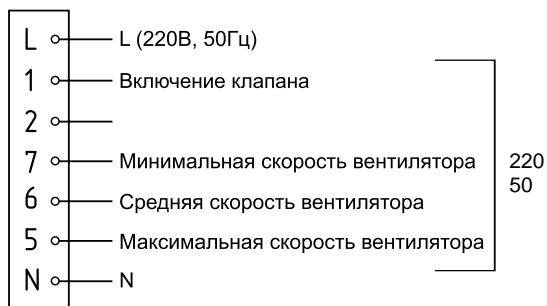 L L (220В, 50Гц)
1 Включение клапана
2
7 Минимальная скорость вентилятора
220
50
6 Средняя скорость вентилятора
5 Максимальная скорость вентилятора
N N